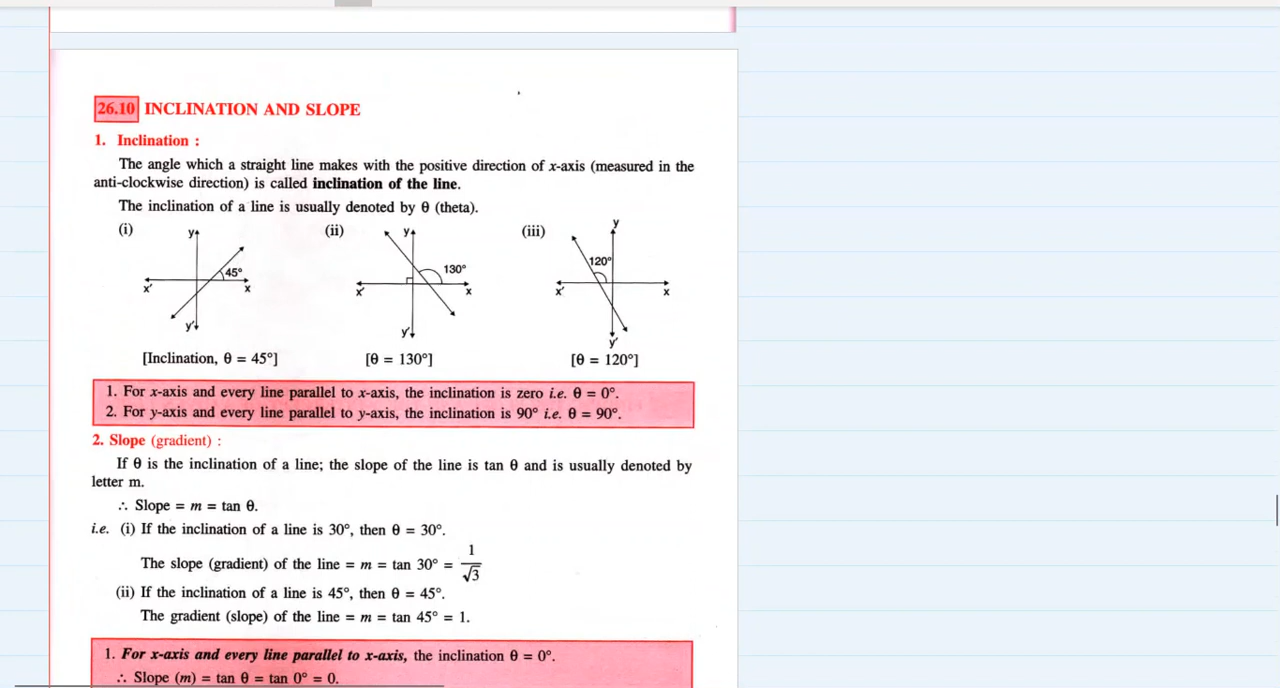 26.10 INCLINATION AND SLOPE
1. Inclination :
The angle which a straight line makes with the positive direction of x-axis (measured in the
anti-clockwise direction) is called inclination of the line.
The inclination of a line is usually denoted by θ (theta).
(i) (ii) (iii)
y y y
45° 130° 120°
x' x x' x x' x
y' y' y'
[Inclination, θ = 45°] [θ = 130°] [θ = 120°]
1. For x-axis and every line parallel to x-axis, the inclination is zero i.e. θ = 0°.
2. For y-axis and every line parallel to y-axis, the inclination is 90° i.e. θ = 90°.
2. Slope (gradient) :
If θ is the inclination of a line; the slope of the line is tan θ and is usually denoted by
letter m.
∴ Slope = m = tan θ.
i.e. (i) If the inclination of a line is 30°, then θ = 30°.
The slope (gradient) of the line = m = tan 30° = 1/√3
(ii) If the inclination of a line is 45°, then θ = 45°.
The gradient (slope) of the line = m = tan 45° = 1.
1. For x-axis and every line parallel to x-axis, the inclination θ = 0°.
∴ Slope (m) = tan θ = tan 0° = 0.